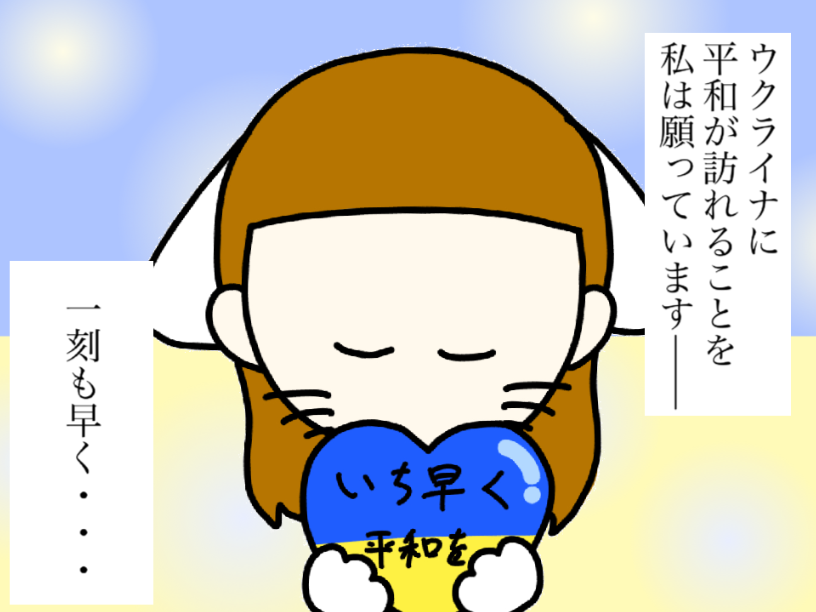 ウクライナに
平和が訪れることを
私は願っています――
一刻も早く・・・・
いち早く
平和を